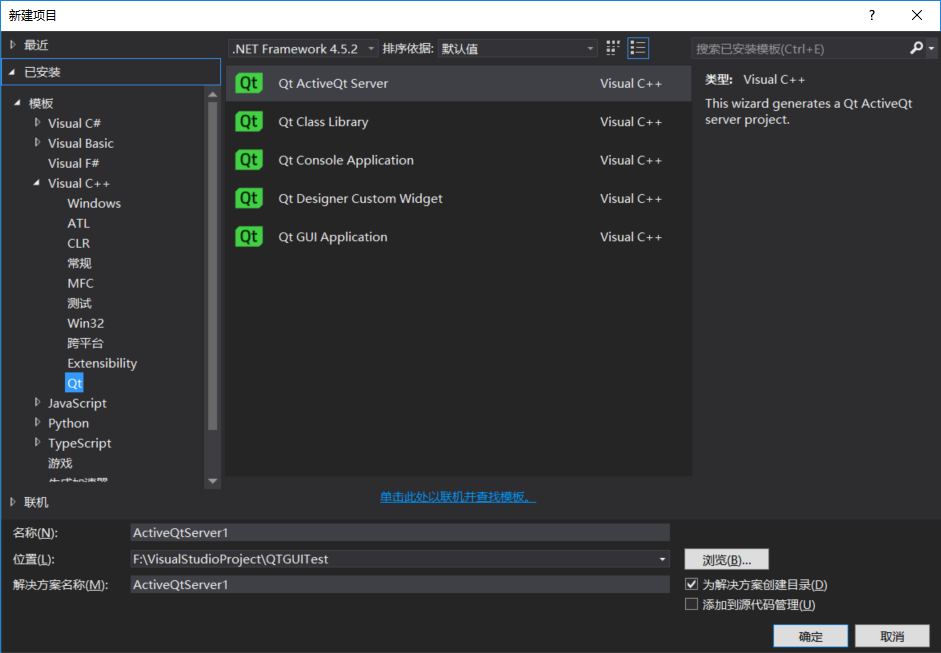 新建项目
?
最近
.NET Framework 4.5.2
排序依据:
默认值
搜索已安装模板(Ctrl+E)
已安装
模板
Visual C#
Visual Basic
Visual F#
Visual C++
Windows
ATL
CLR
常规
MFC
测试
Win32
跨平台
Extensibility
Qt
JavaScript
Python
TypeScript
游戏
联机
Qt Qt ActiveQt Server Visual C++
Qt Qt Class Library Visual C++
Qt Qt Console Application Visual C++
Qt Qt Designer Custom Widget Visual C++
Qt Qt GUI Application Visual C++
单击此处以联机并查找模板。
类型: Visual C++
This wizard generates a Qt ActiveQt
server project.
名称(N): ActiveQtServer1
位置(L): F:\VisualStudioProject\QTGUITest
浏览(B)...
解决方案名称(M): ActiveQtServer1
为解决方案创建目录(D)
添加到源代码管理(U)
确定
取消